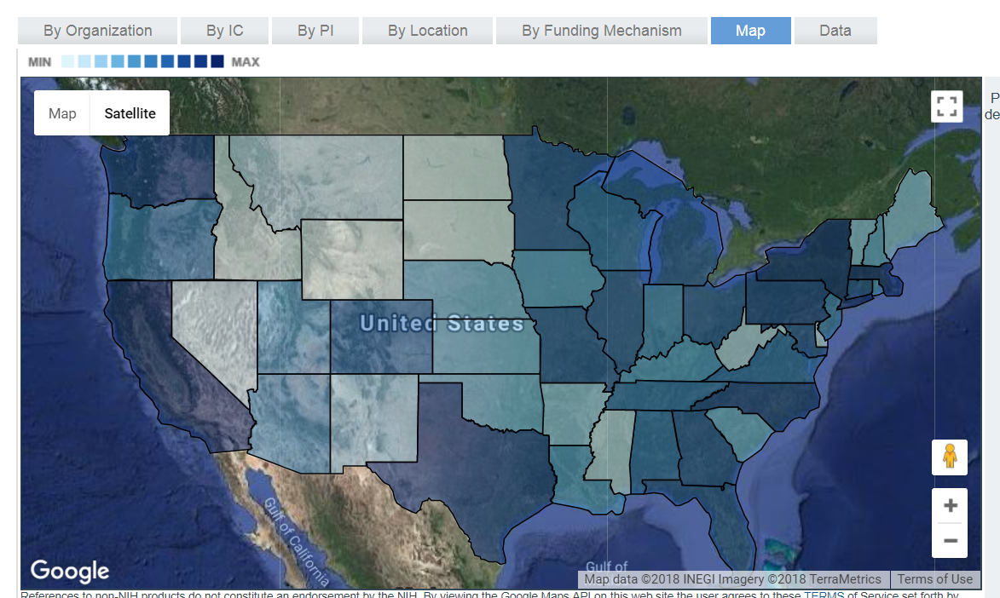 By Organization By IC By PI By Location By Funding Mechanism Map Data
MIN MAX
Map Satellite
P
de
United States
Gulf of California
Gulf of
Google
Map data ©2018 INEGI Imagery ©2018 TerraMetrics Terms of Use
References to non-NIH products do not constitute an endorsement by the NIH. By viewing the Google Maps API on this web site the user agrees to these TERMS of Service set forth by